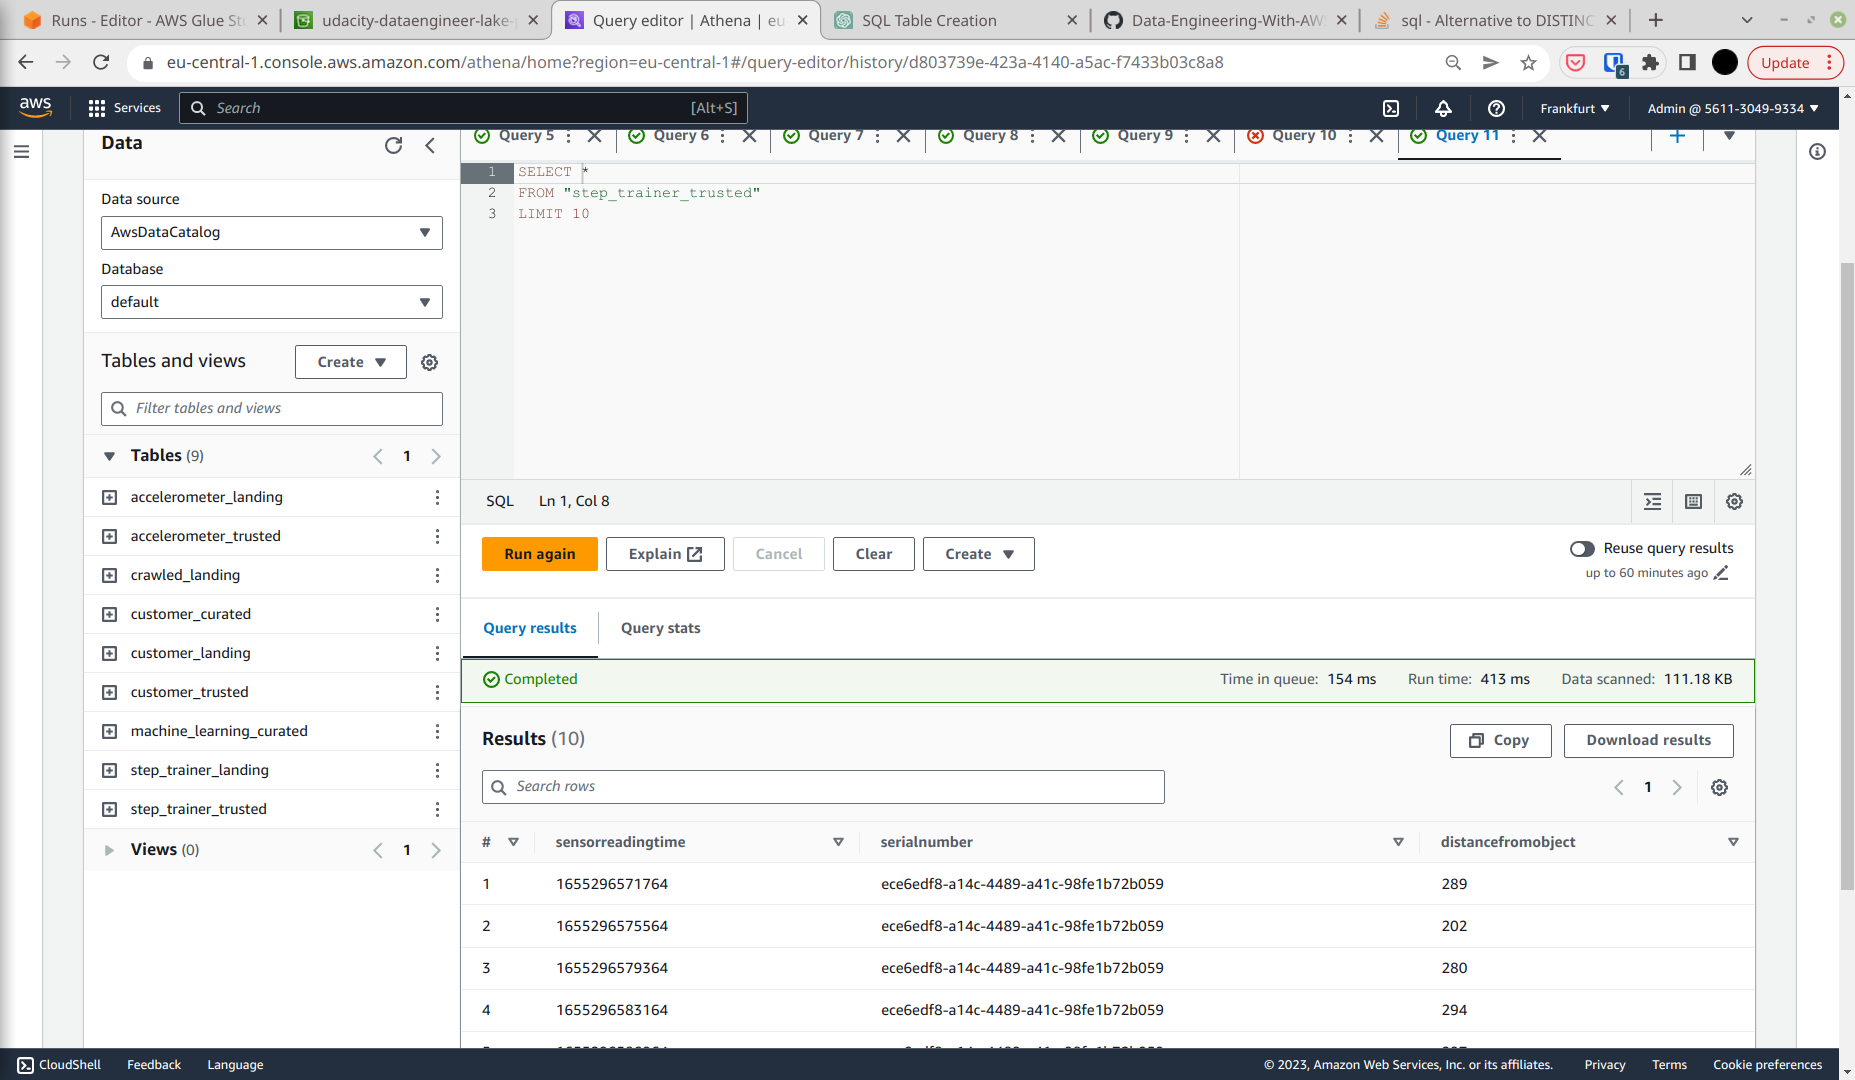 Runs - Editor - AWS Glue Stu
udacity-dataengineer-lake-p
Query editor | Athena | eu
SQL Table Creation
Data-Engineering-With-AWS
sql - Alternative to DISTINC
eu-central-1.console.aws.amazon.com/athena/home?region=eu-central-1#/query-editor/history/d803739e-423a-4140-a5ac-f7433b03c8a8
6
Update
aws
Services
Search
[Alt+S]
Frankfurt
Admin @ 5611-3049-9334
Data
Data source
AwsDataCatalog
Database
default
Tables and views
Create
Filter tables and views
Tables (9)
1
accelerometer_landing
accelerometer_trusted
crawled_landing
customer_curated
customer_landing
customer_trusted
machine_learning_curated
step_trainer_landing
step_trainer_trusted
Views (0)
1
Query 5
Query 6
Query 7
Query 8
Query 9
Query 10
Query 11
1 SELECT *
2 FROM "step_trainer_trusted"
3 LIMIT 10
SQL Ln 1, Col 8
Run again
Explain
Cancel
Clear
Create
Reuse query results
up to 60 minutes ago
Query results
Query stats
Completed
Time in queue: 154 ms Run time: 413 ms Data scanned: 111.18 KB
Results (10)
Copy
Download results
Search rows
1
# sensorreadingtime serialnumber distancefromobject
1 1655296571764 ece6edf8-a14c-4489-a41c-98fe1b72b059 289
2 1655296575564 ece6edf8-a14c-4489-a41c-98fe1b72b059 202
3 1655296579364 ece6edf8-a14c-4489-a41c-98fe1b72b059 280
4 1655296583164 ece6edf8-a14c-4489-a41c-98fe1b72b059 294
CloudShell Feedback Language
© 2023, Amazon Web Services, Inc. or its affiliates. Privacy Terms Cookie preferences